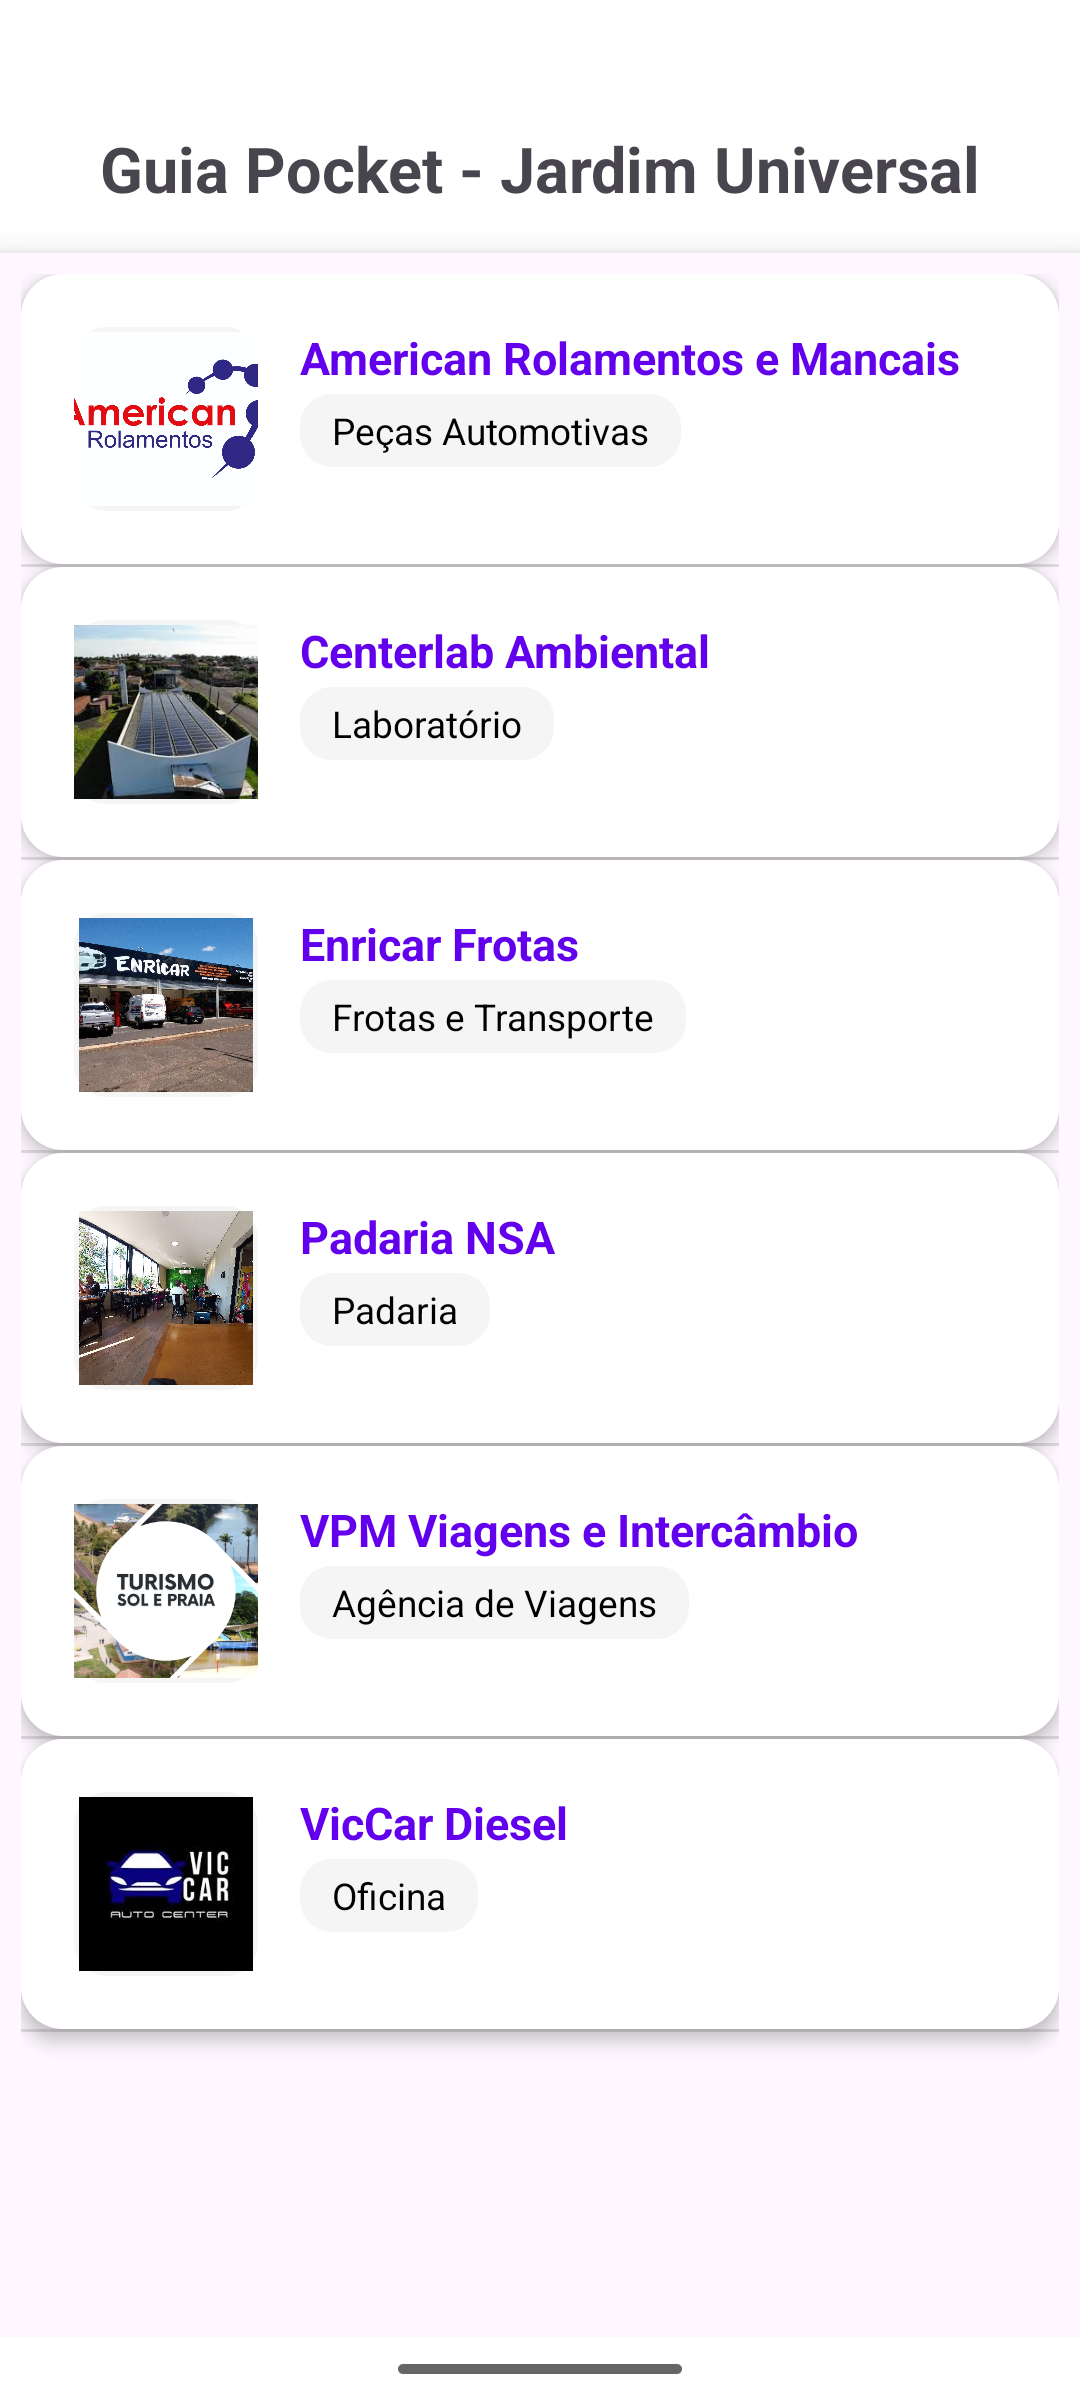 Guia Pocket - Jardim Universal
American
Rolamentos
American Rolamentos e Mancais
Peças Automotivas
Centerlab Ambiental
Laboratório
ENRICAR
Enricar Frotas
Frotas e Transporte
Padaria NSA
Padaria
TURISMO
SOL E PRAIA
VPM Viagens e Intercâmbio
Agência de Viagens
VIC
CAR
AUTO CENTER
VicCar Diesel
Oficina